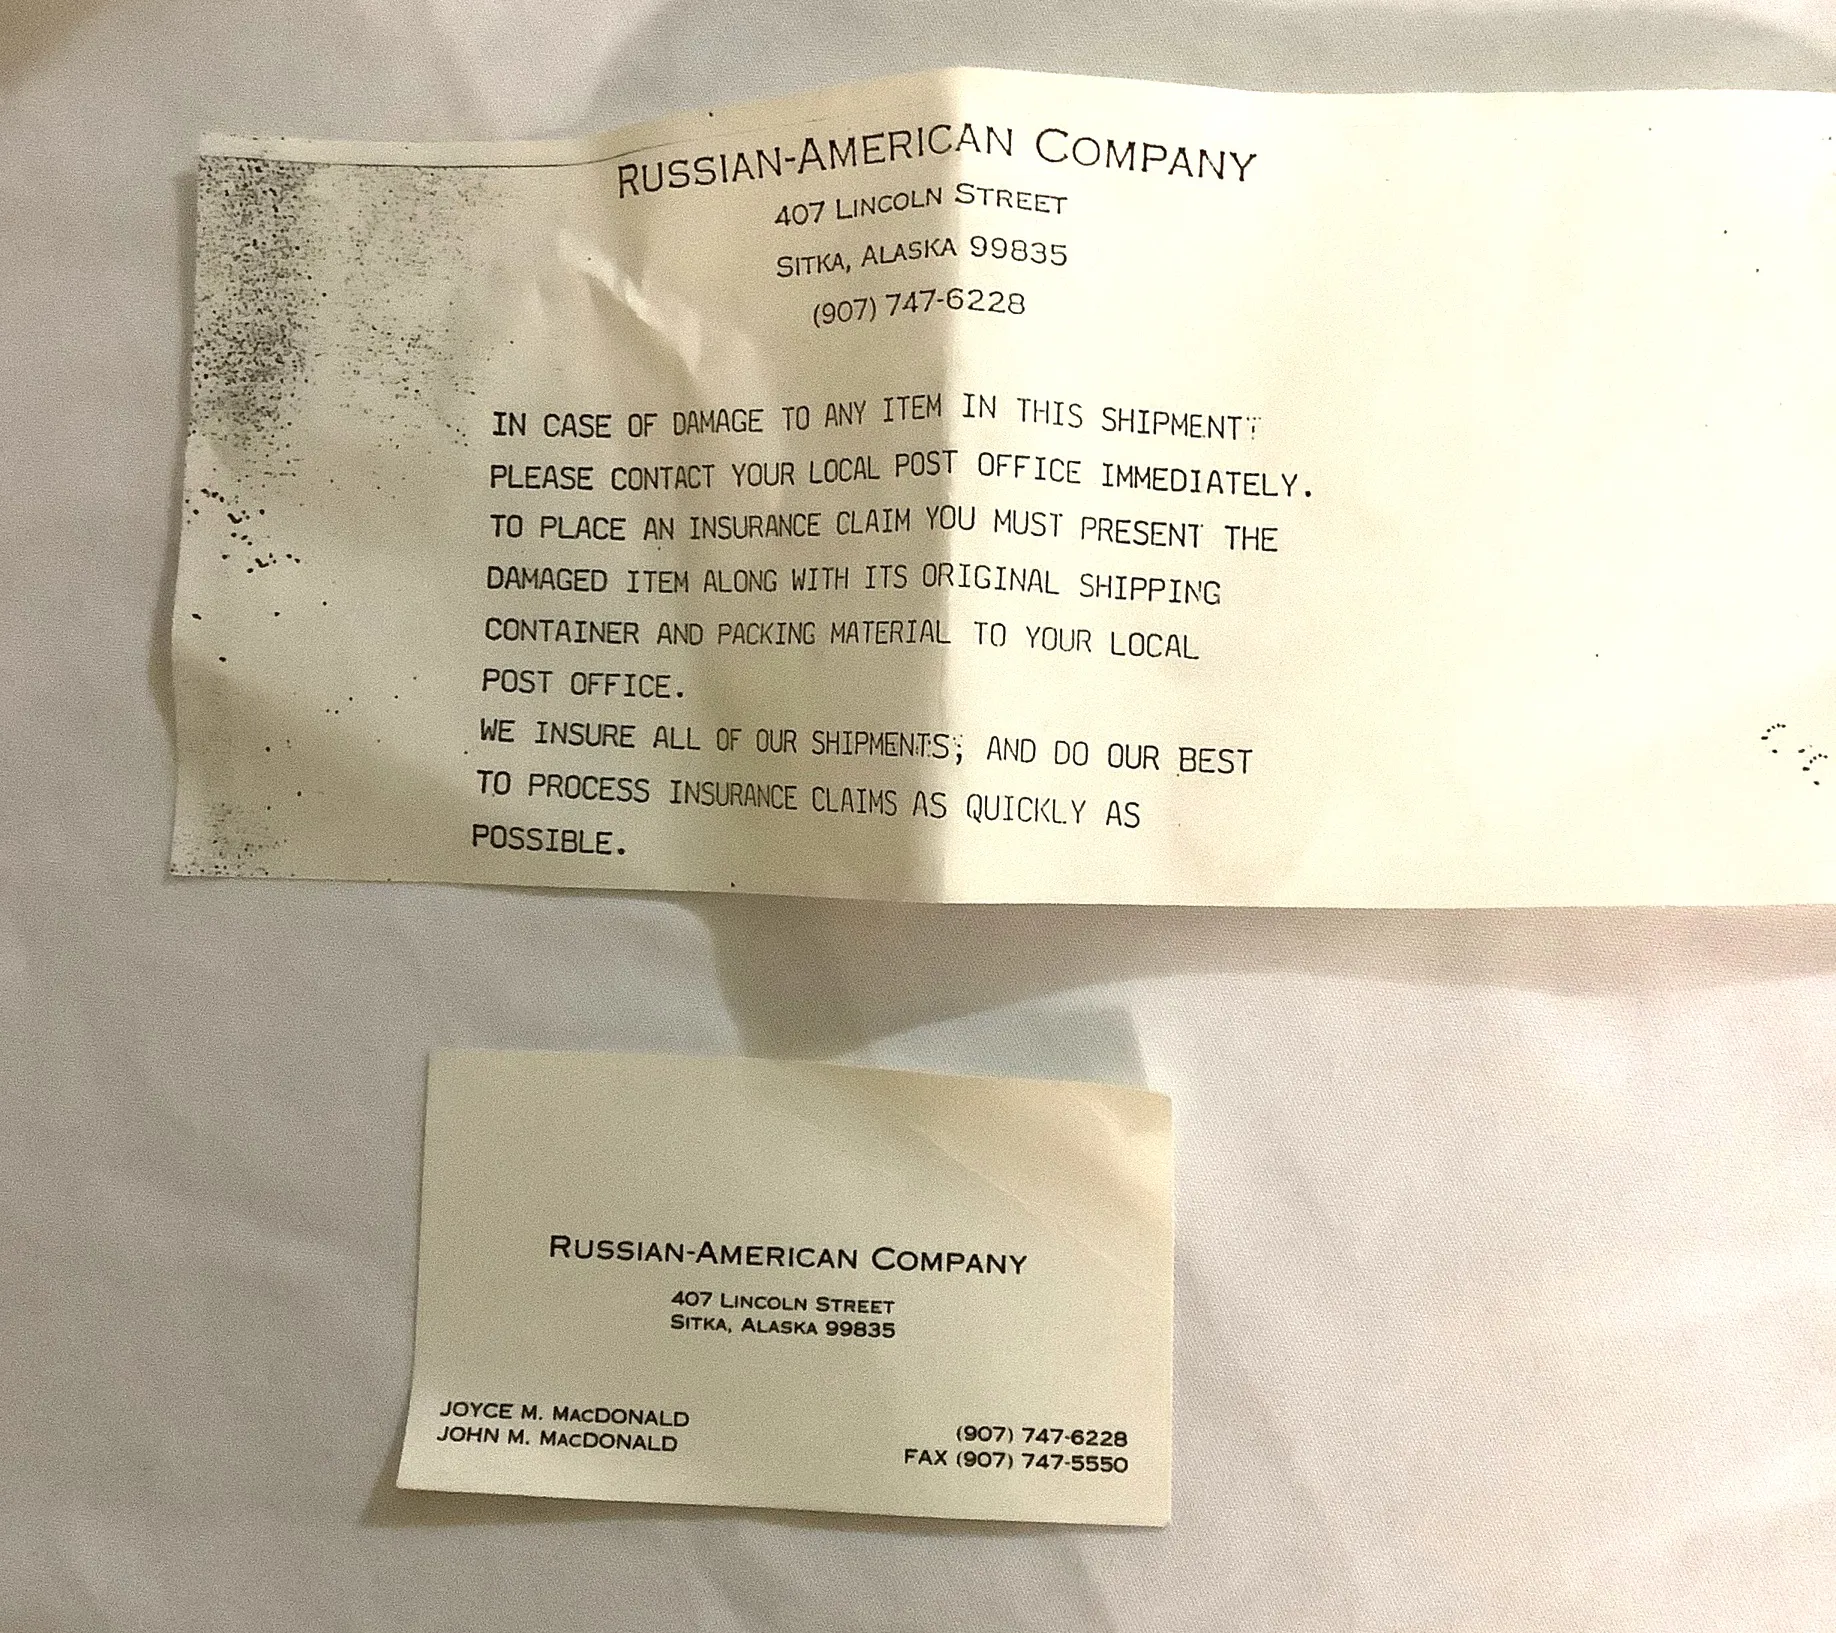 RUSSIAN-AMERICAN COMPANY
407 LINCOLN STREET
SITKA, ALASKA 99835
(907) 747-6228
IN CASE OF DAMAGE TO ANY ITEM IN THIS SHIPMENT
PLEASE CONTACT YOUR LOCAL POST OFFICE IMMEDIATELY.
TO PLACE AN INSURANCE CLAIM YOU MUST PRESENT THE
DAMAGED ITEM ALONG WITH ITS ORIGINAL SHIPPING
CONTAINER AND PACKING MATERIAL TO YOUR LOCAL
POST OFFICE.
WE INSURE ALL OF OUR SHIPMENTS, AND DO OUR BEST
TO PROCESS INSURANCE CLAIMS AS QUICKLY AS
POSSIBLE.
RUSSIAN-AMERICAN COMPANY
407 LINCOLN STREET
SITKA, ALASKA 99835
JOYCE M. MACDONALD
JOHN M. MACDONALD
(907) 747-6228
FAX (907) 747-5550